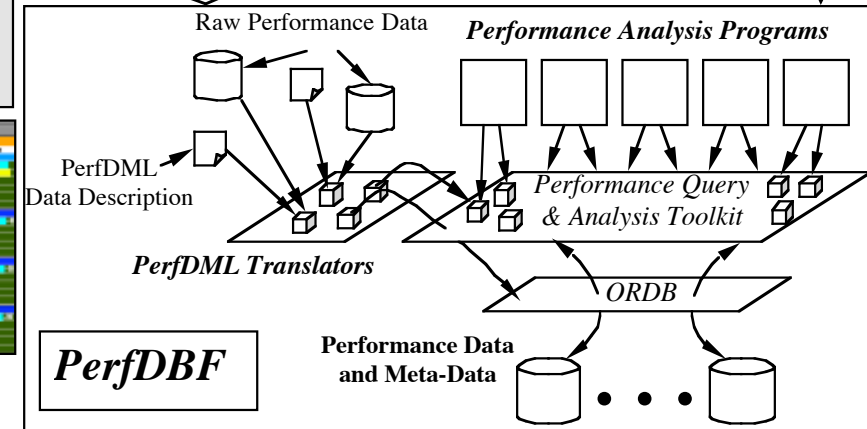 Raw Performance Data
Performance Analysis Programs
PerfDML
Data Description
Performance Query
& Analysis Toolkit
PerfDML Translators
ORDB
PerfDBF
Performance Data
and Meta-Data